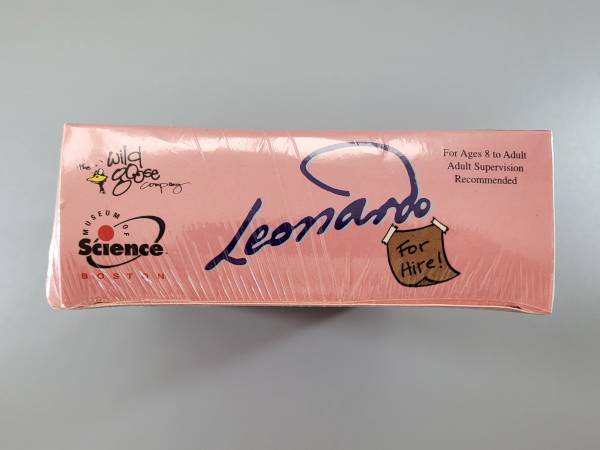 the wild
goose
company
MUSEUM OF
Science
BOSTON
Leonardo
For
Hire!
For Ages 8 to Adult
Adult Supervision
Recommended